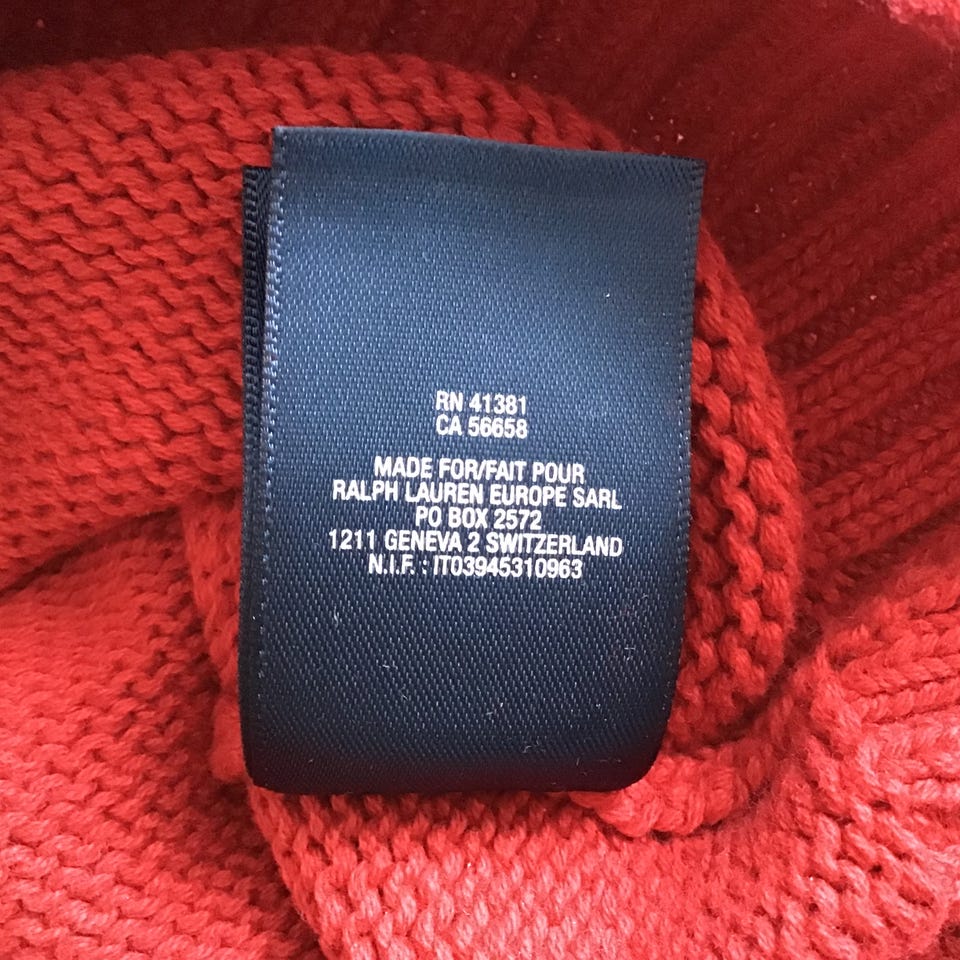 RN 41381
CA 56658
MADE FOR/FAIT POUR
RALPH LAUREN EUROPE SARL
PO BOX 2572
1211 GENEVA 2 SWITZERLAND
N.I.F. : IT03945310963